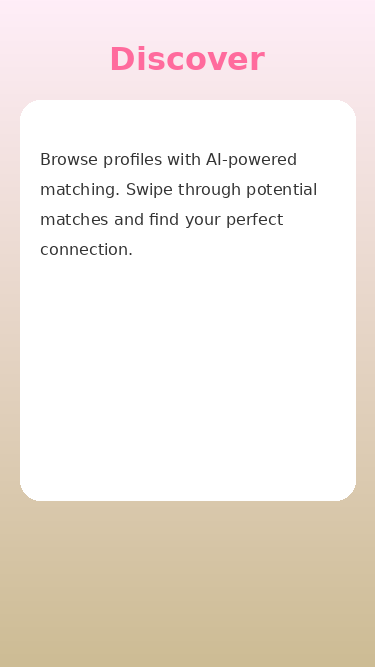 Discover
Browse profiles with AI-powered
matching. Swipe through potential
matches and find your perfect
connection.